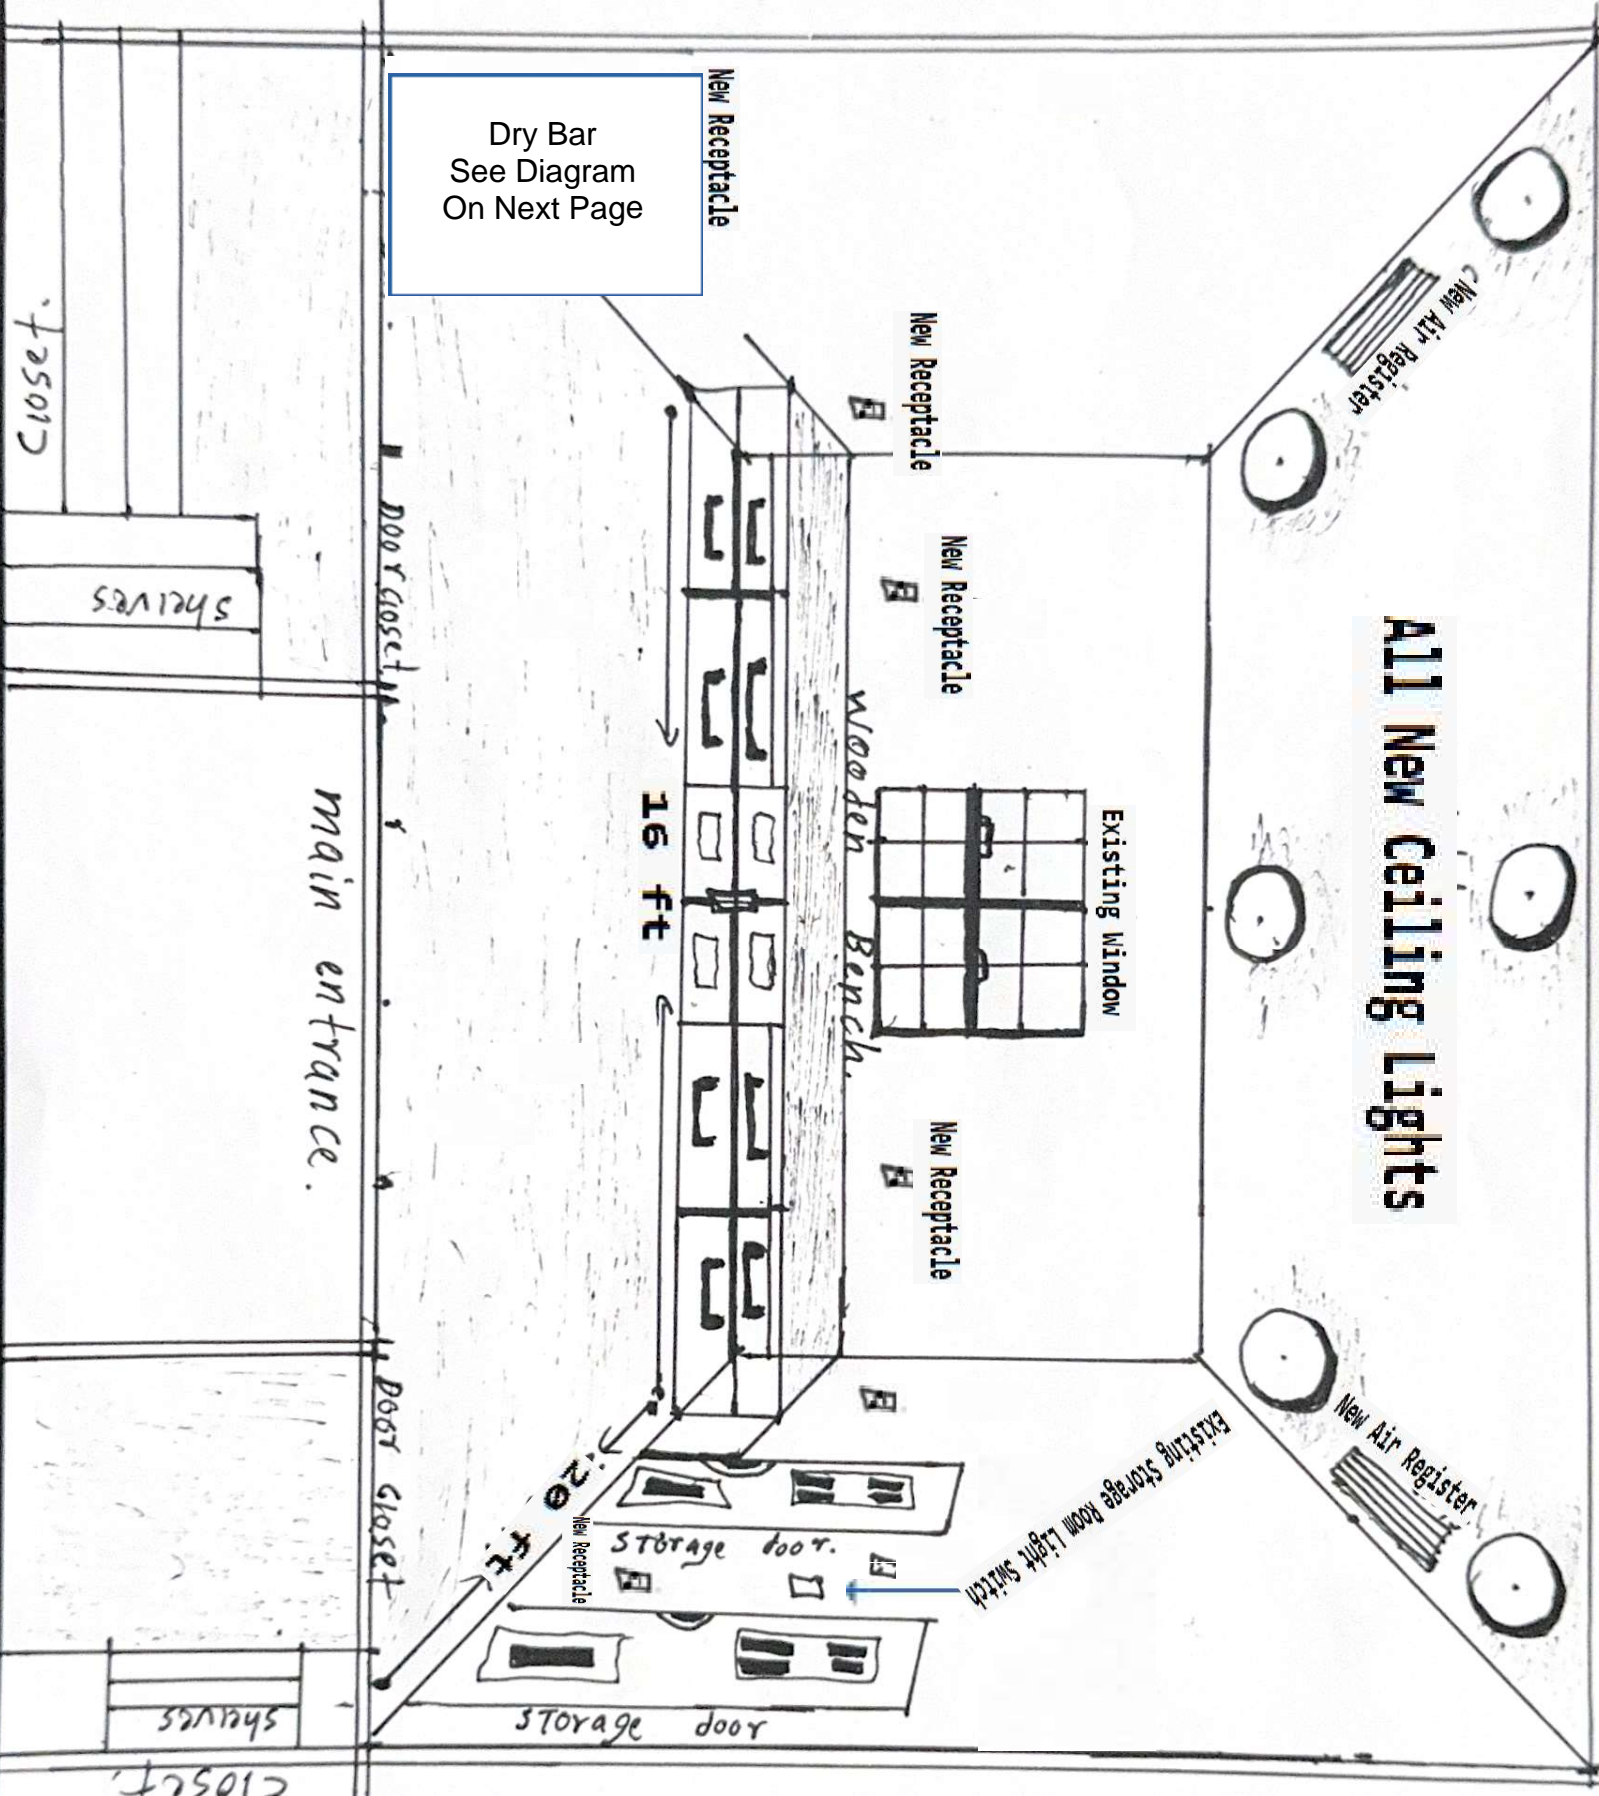 Dry Bar
See Diagram
On Next Page
New Receptacle
New Receptacle
New Receptacle
New Receptacle
New Receptacle
New Air Register
New Air Register
All New Ceiling Lights
Existing Window
Wooden Bench.
16 ft
20 ft
Existing Storage Room Light Switch
Storage door.
Storage door
Closet.
shelves
Door closet
main entrance.
Door Closet
shelves
closet.